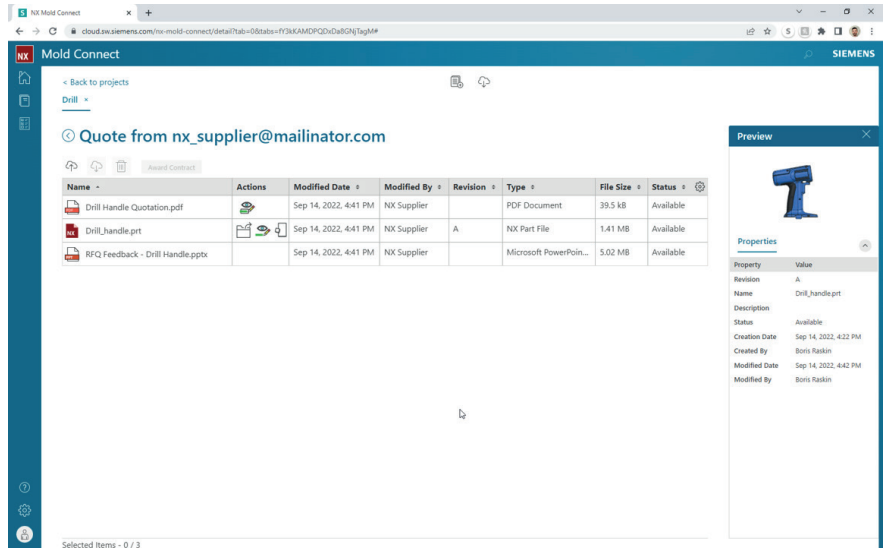 NX Mold Connect
cloud.sw.siemens.com/nx-mold-connect/detail?tab=0&tabs=fY3kKAMDPQDxDa8GNjTagM#
NX Mold Connect SIEMENS
< Back to projects
Drill ×
Quote from nx_supplier@mailinator.com
Award Contract
Name Actions Modified Date Modified By Revision Type File Size Status
Drill Handle Quotation.pdf Sep 14, 2022, 4:41 PM NX Supplier PDF Document 39.5 kB Available
Drill_handle.prt Sep 14, 2022, 4:41 PM NX Supplier A NX Part File 1.41 MB Available
RFQ Feedback - Drill Handle.pptx Sep 14, 2022, 4:41 PM NX Supplier Microsoft PowerPoin... 5.02 MB Available
Selected Items - 0 / 3
Preview
Properties
Property Value
Revision A
Name Drill_handle.prt
Description
Status Available
Creation Date Sep 14, 2022, 4:22 PM
Created By Boris Raskin
Modified Date Sep 14, 2022, 4:42 PM
Modified By Boris Raskin